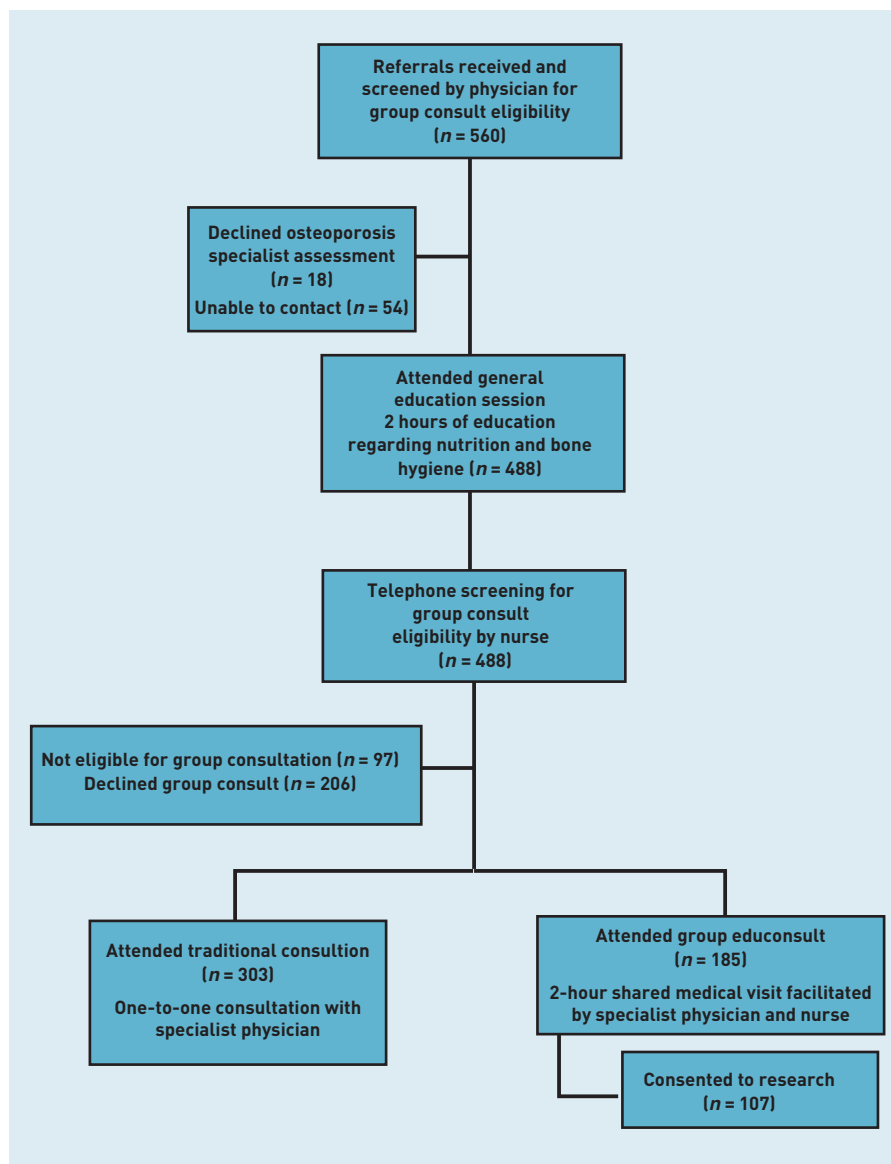 Referrals received and
screened by physician for
group consult eligibility
(n = 560)
Declined osteoporosis
specialist assessment
(n = 18)
Unable to contact (n = 54)
Attended general
education session
2 hours of education
regarding nutrition and bone
hygiene (n = 488)
Telephone screening for
group consult
eligibility by nurse
(n = 488)
Not eligible for group consultation (n = 97)
Declined group consult (n = 206)
Attended traditional consultion
(n = 303)
One-to-one consultation with
specialist physician
Attended group educonsult
(n = 185)
2-hour shared medical visit facilitated
by specialist physician and nurse
Consented to research
(n = 107)